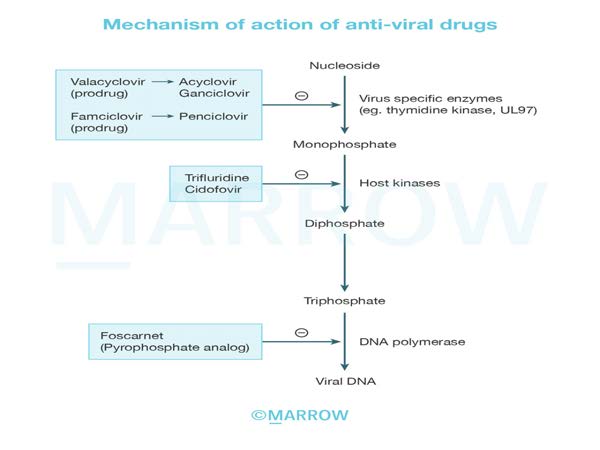 Mechanism of action of anti-viral drugs
Nucleoside
Valacyclovir → Acyclovir
(prodrug) Ganciclovir
Famciclovir → Penciclovir
(prodrug)
Virus specific enzymes
(eg. thymidine kinase, UL97)
Monophosphate
Trifluridine
Cidofovir
Host kinases
Diphosphate
Triphosphate
Foscarnet
(Pyrophosphate analog)
DNA polymerase
Viral DNA
©MARROW
MARROW